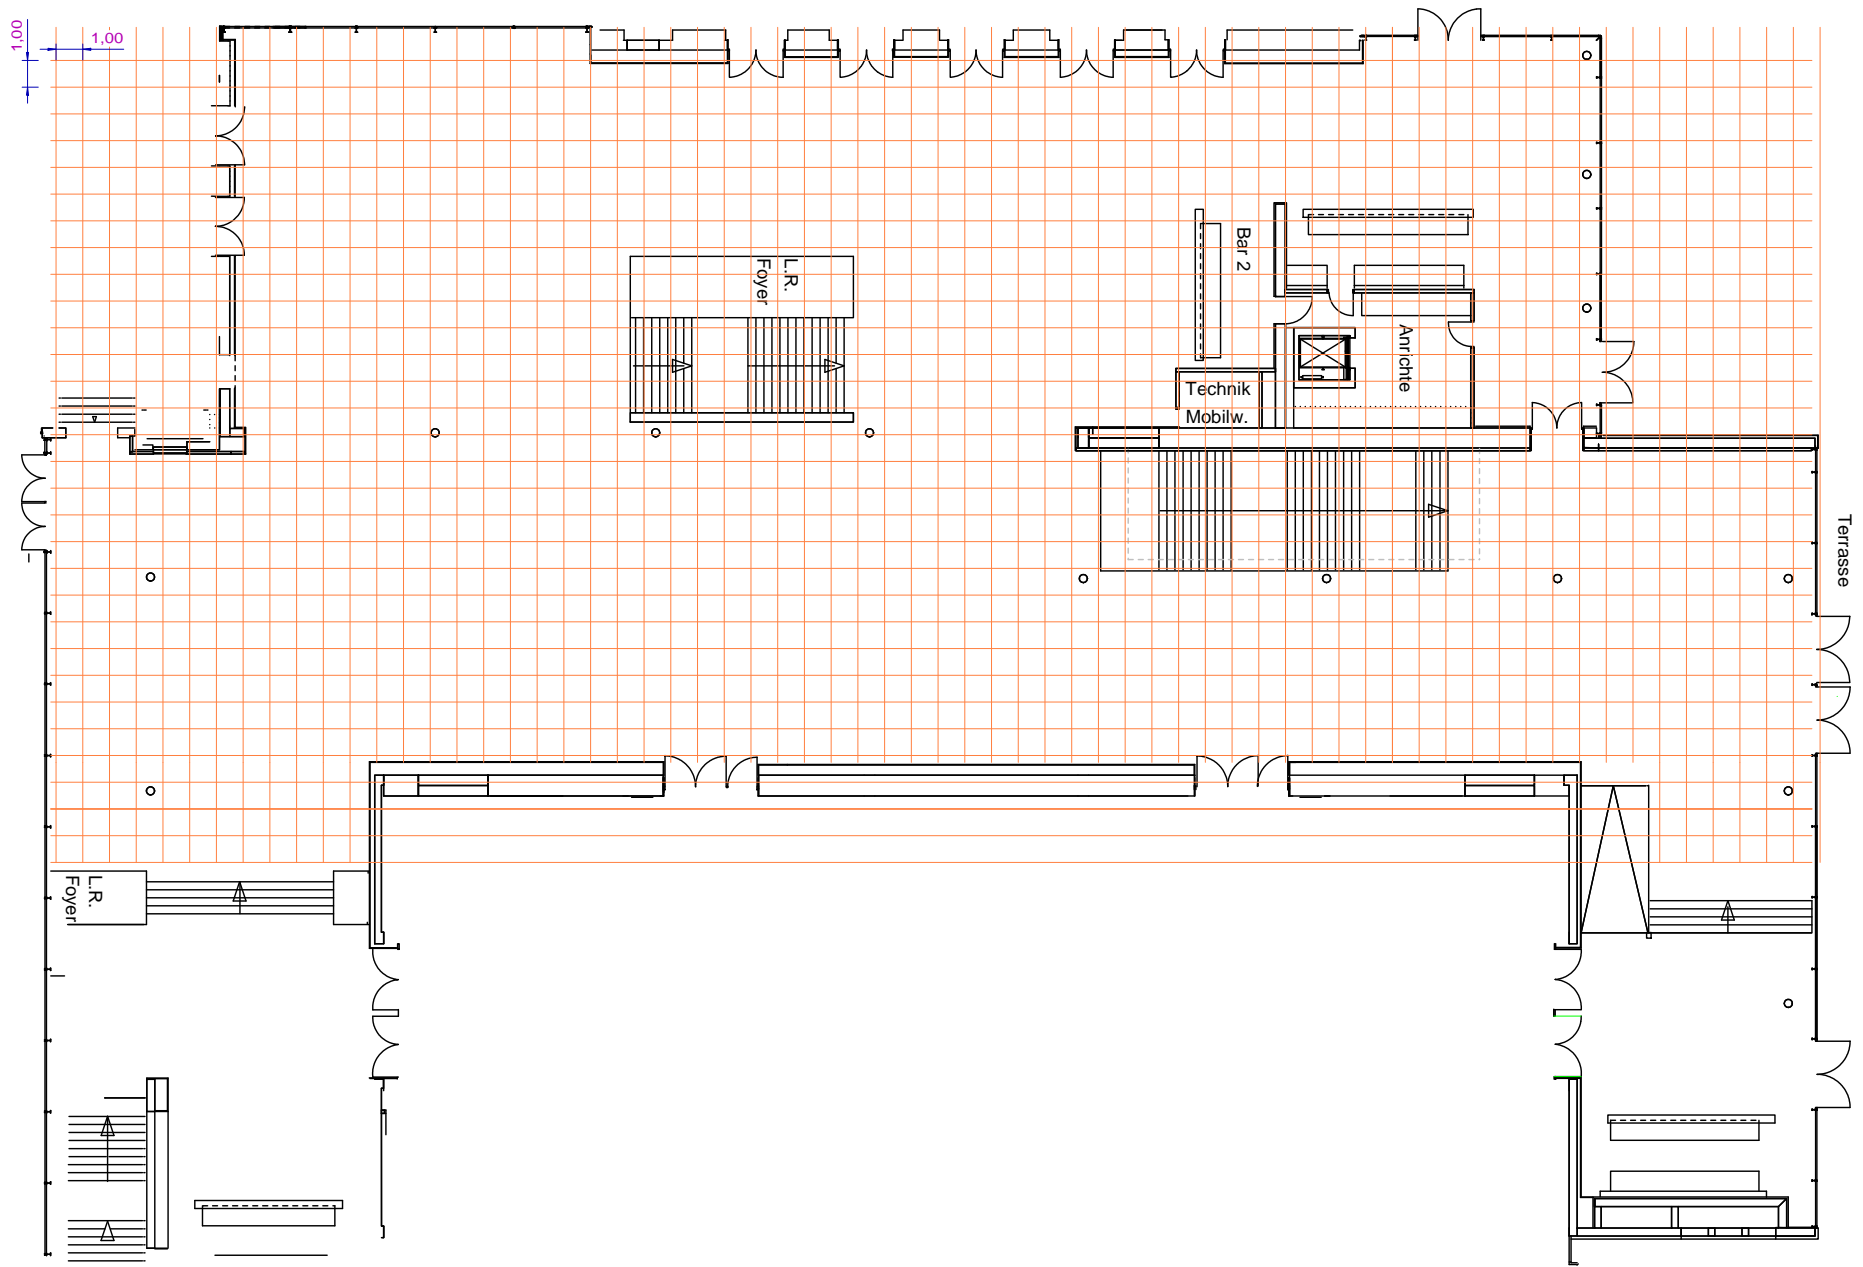 1,00
1,00
Bar 2
L.R.
Foyer
Anrichte
Technik
Mobilw.
Terrasse
L.R.
Foyer